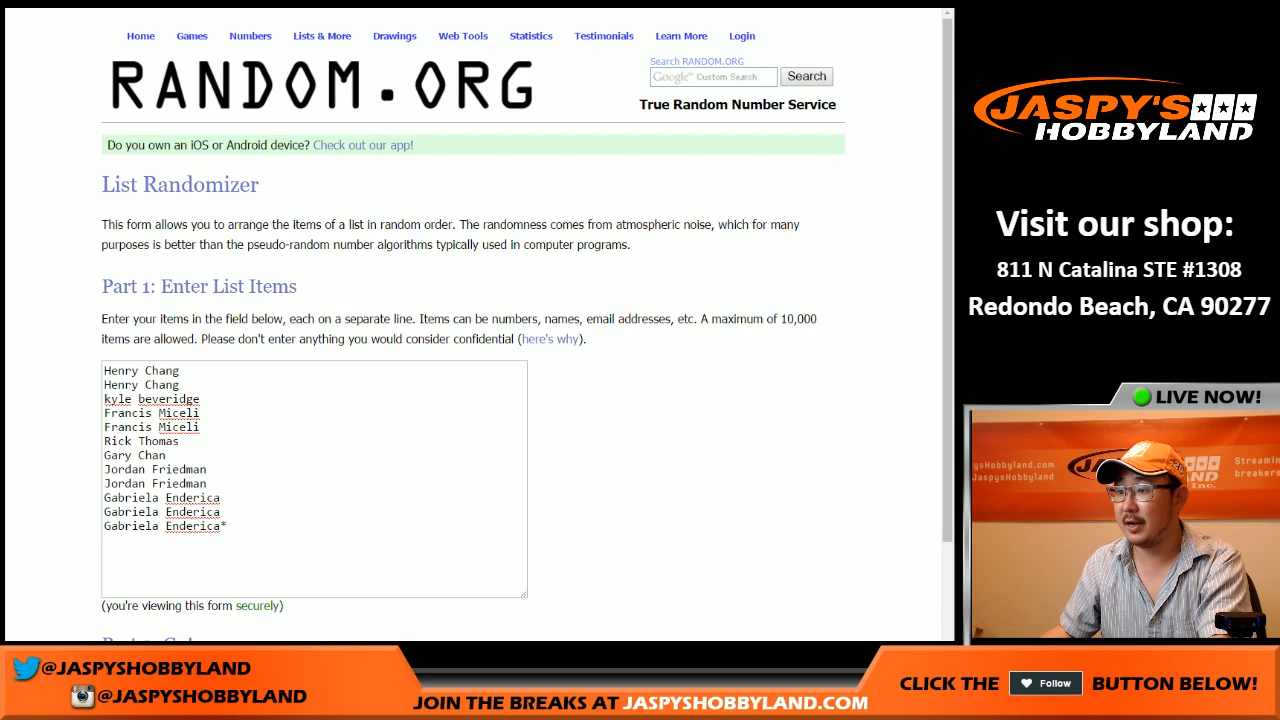 Home Games Numbers Lists & More Drawings Web Tools Statistics Testimonials Learn More Login
RANDOM.ORG
Search RANDOM.ORG
Google™ Custom Search
Search
True Random Number Service
Do you own an iOS or Android device? Check out our app!
List Randomizer
This form allows you to arrange the items of a list in random order. The randomness comes from atmospheric noise, which for many
purposes is better than the pseudo-random number algorithms typically used in computer programs.
Part 1: Enter List Items
Enter your items in the field below, each on a separate line. Items can be numbers, names, email addresses, etc. A maximum of 10,000
items are allowed. Please don't enter anything you would consider confidential (here's why).
Henry Chang
Henry Chang
kyle beveridge
Francis Miceli
Francis Miceli
Rick Thomas
Gary Chan
Jordan Friedman
Jordan Friedman
Gabriela Enderica
Gabriela Enderica
Gabriela Enderica*
(you're viewing this form securely)
JASPY'S
HOBBYLAND
Visit our shop:
811 N Catalina STE #1308
Redondo Beach, CA 90277
LIVE NOW!
@JASPYSHOBBYLAND
@JASPYSHOBBYLAND
JOIN THE BREAKS AT JASPYSHOBBYLAND.COM
CLICK THE Follow BUTTON BELOW!